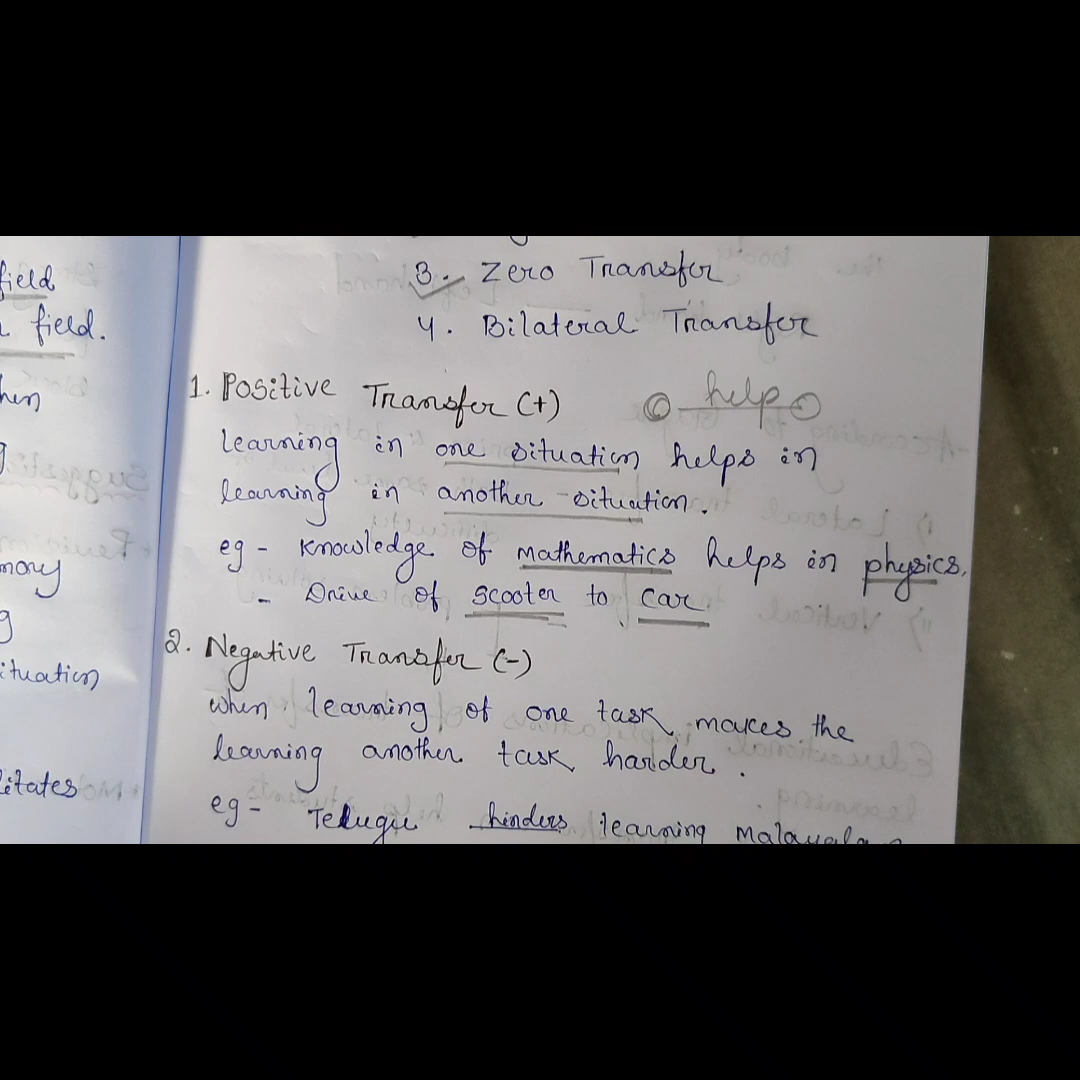 field
field.
3. Zero Transfer
4. Bilateral Transfer
1. Positive Transfer (+) help
learning in one situation helps in
learning in another situation.
eg - Knowledge of mathematics helps in physics.
- Drive of scooter to car
2. Negative Transfer (-)
when learning of one task makes the
learning another task harder.
eg - Telugu hinders learning